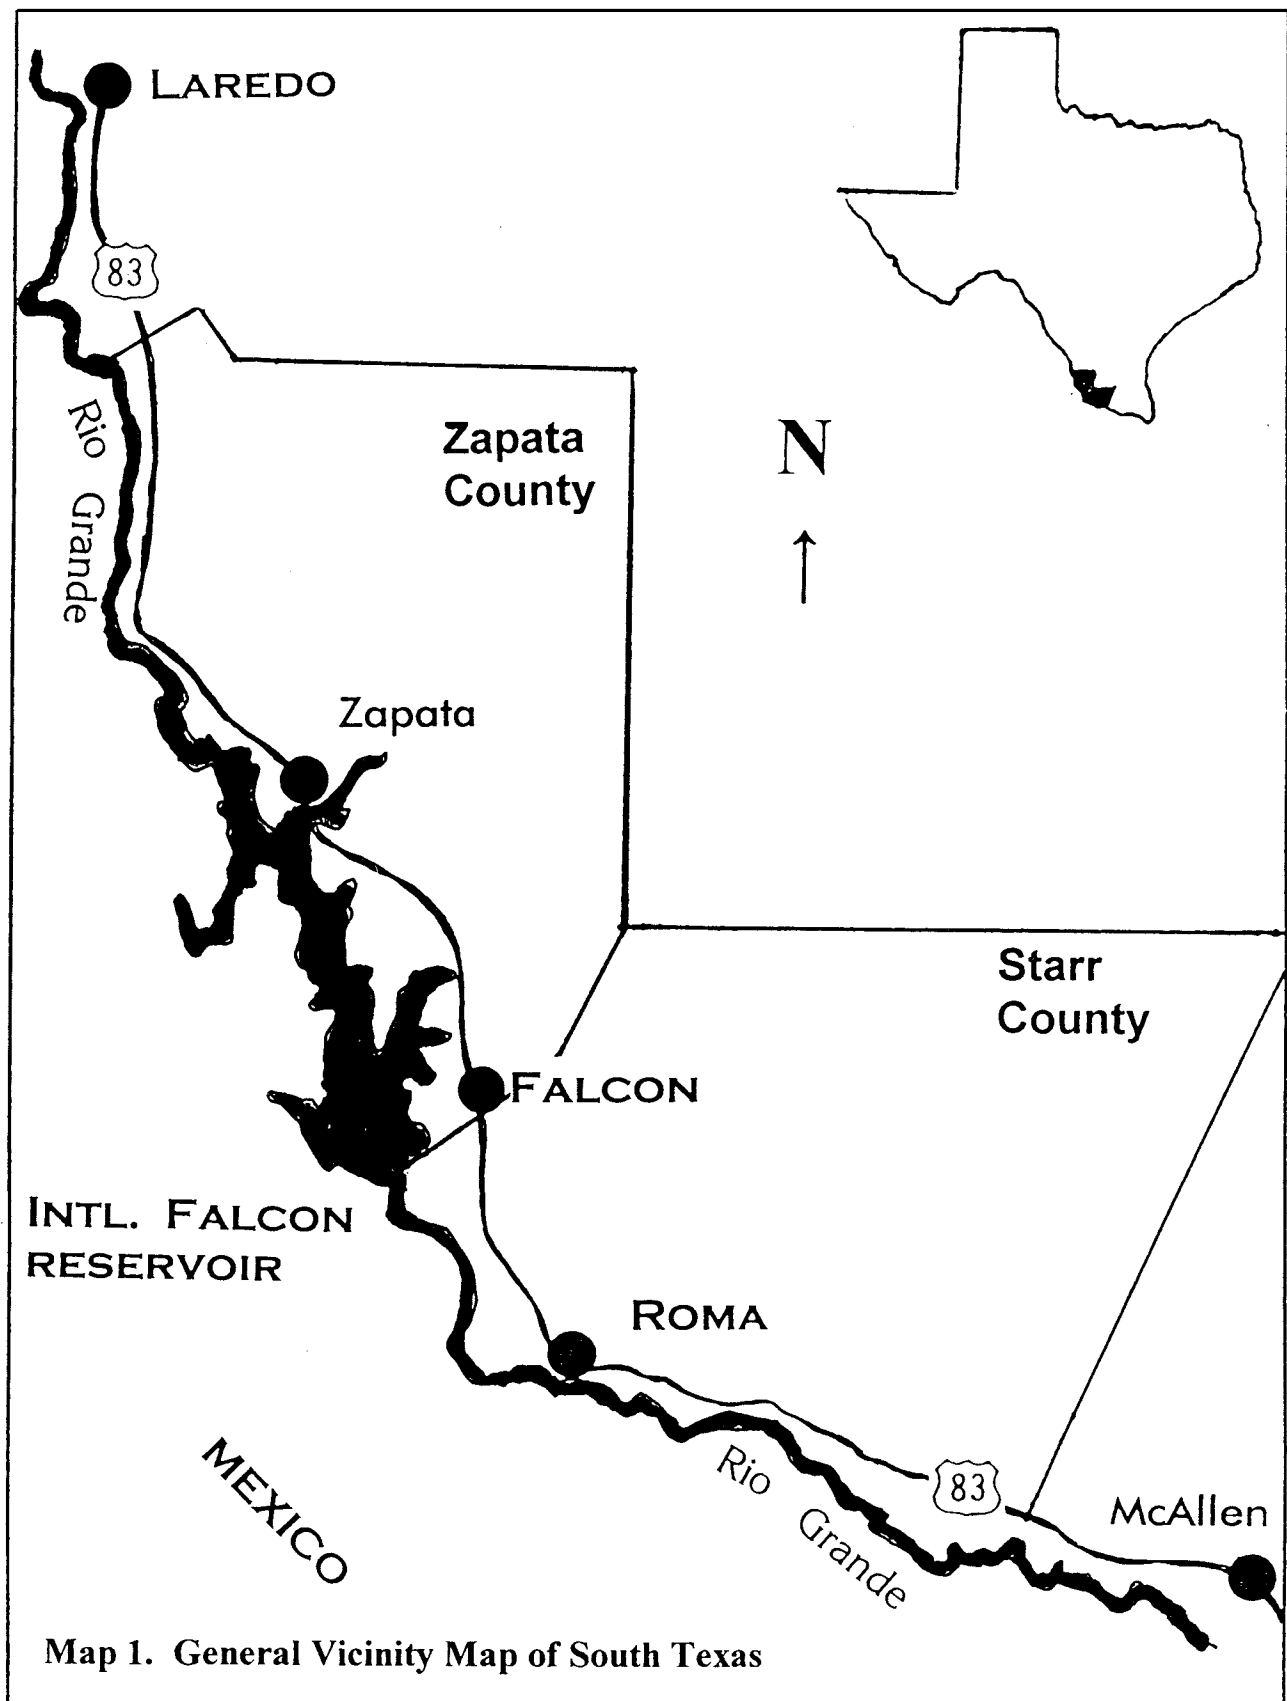 LAREDO
83
Rio Grande
Zapata
County
N
Zapata
Starr
County
FALCON
INTL. FALCON
RESERVOIR
ROMA
MEXICO
Rio Grande
83
McAllen
Map 1. General Vicinity Map of South Texas